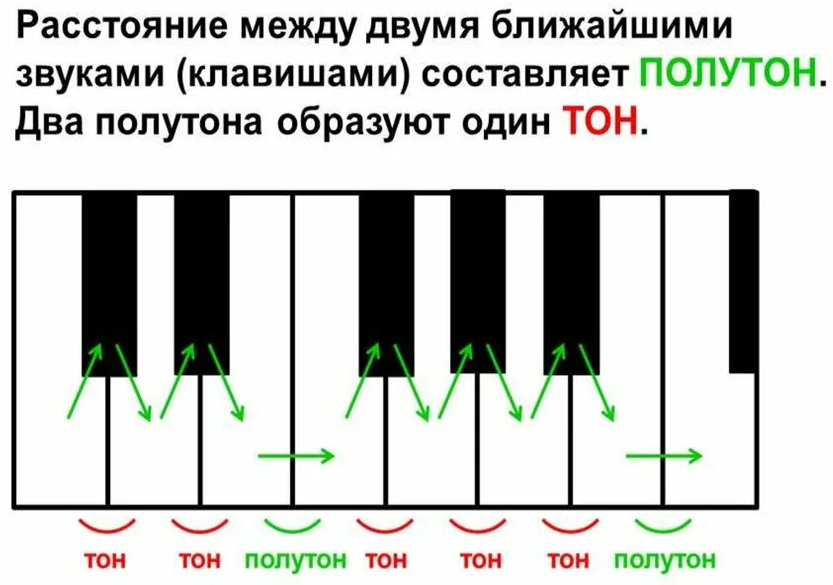 Расстояние между двумя ближайшими
звуками (клавишами) составляет ПОЛУТОН.
Два полутона образуют один ТОН.
тон тон полутон тон тон тон полутон